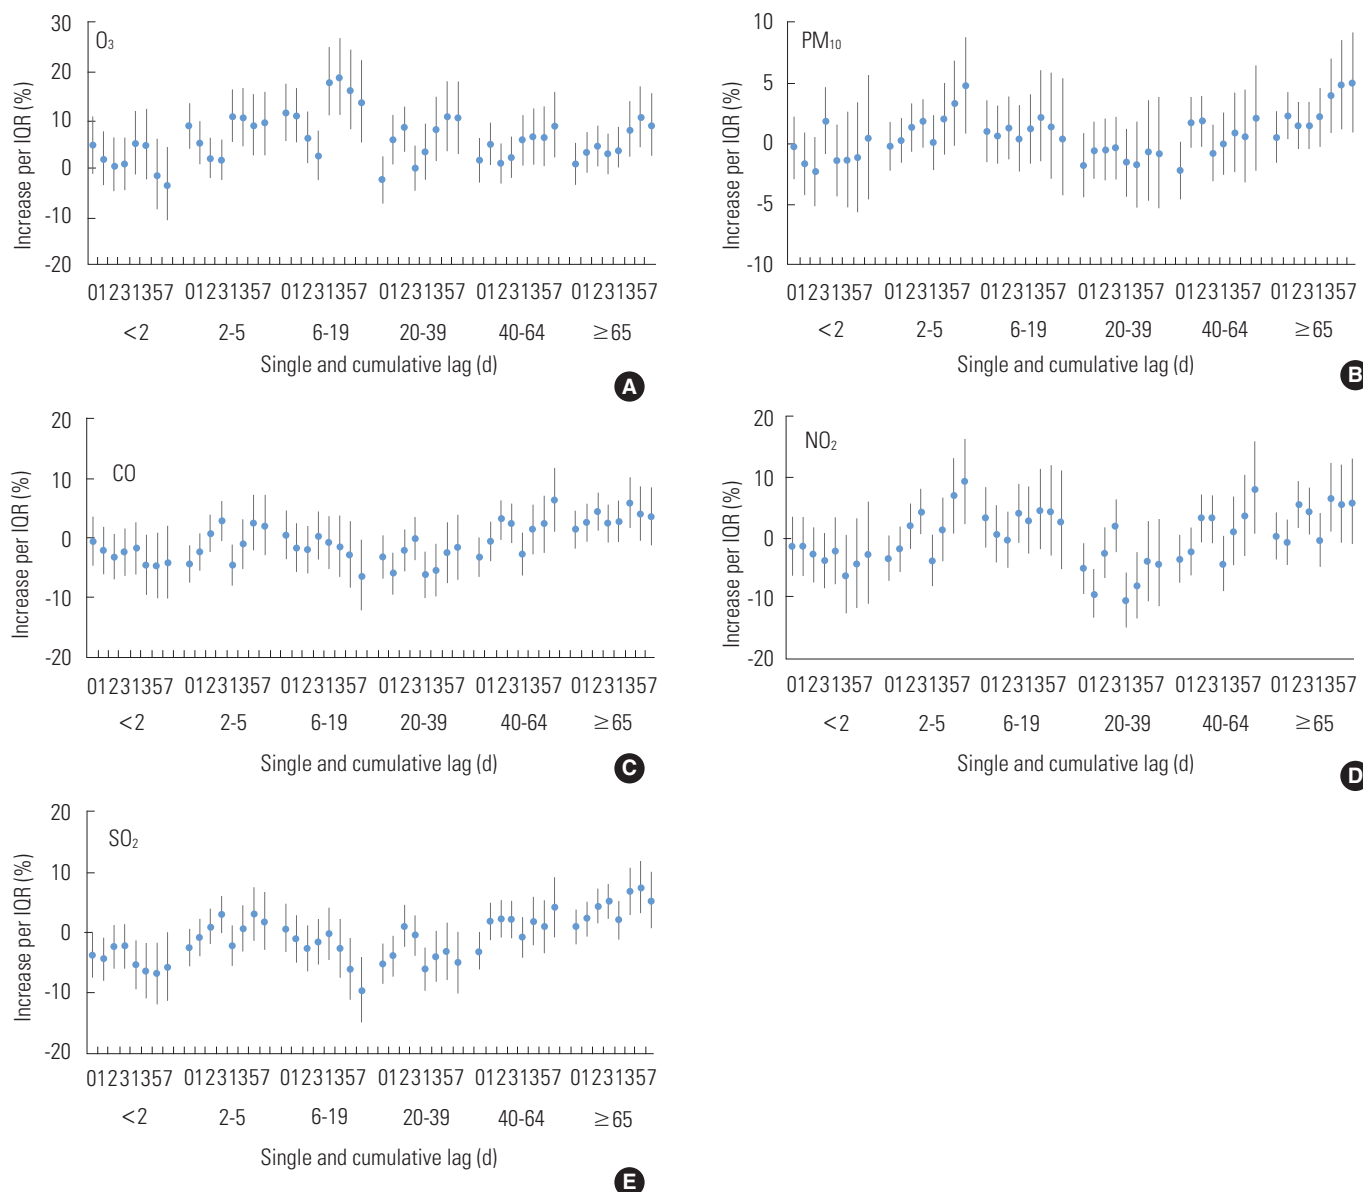 O3
Increase per IQR (%)
30
20
10
0
-10
-20
01231357 01231357 01231357 01231357 01231357 01231357
<2 2-5 6-19 20-39 40-64 ≥65
Single and cumulative lag (d)
A
PM10
Increase per IQR (%)
10
5
0
-5
-10
01231357 01231357 01231357 01231357 01231357 01231357
<2 2-5 6-19 20-39 40-64 ≥65
Single and cumulative lag (d)
B
CO
Increase per IQR (%)
20
10
0
-10
-20
01231357 01231357 01231357 01231357 01231357 01231357
<2 2-5 6-19 20-39 40-64 ≥65
Single and cumulative lag (d)
C
NO2
Increase per IQR (%)
20
10
0
-10
-20
01231357 01231357 01231357 01231357 01231357 01231357
<2 2-5 6-19 20-39 40-64 ≥65
Single and cumulative lag (d)
D
SO2
Increase per IQR (%)
20
10
0
-10
-20
01231357 01231357 01231357 01231357 01231357 01231357
<2 2-5 6-19 20-39 40-64 ≥65
Single and cumulative lag (d)
E